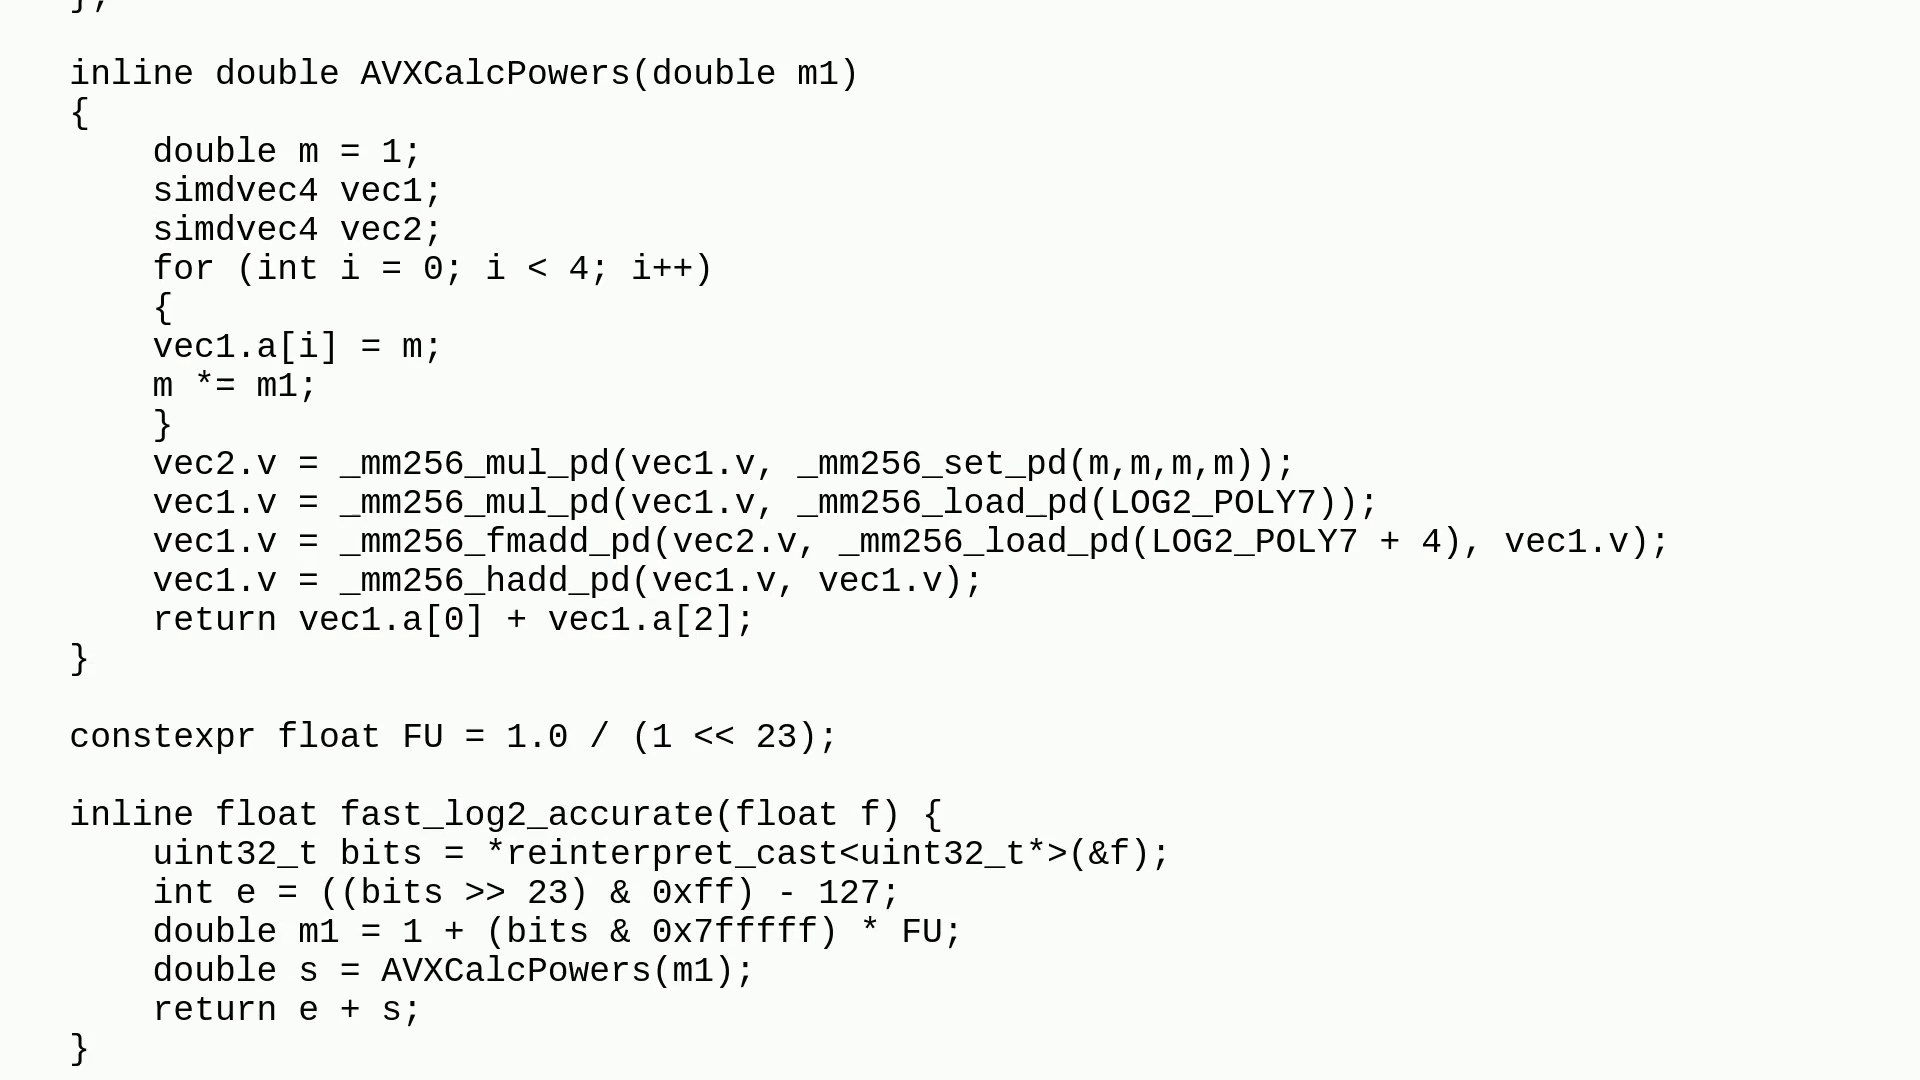 };
inline double AVXCalcPowers(double m1)
{
    double m = 1;
    simdvec4 vec1;
    simdvec4 vec2;
    for (int i = 0; i < 4; i++)
    {
    vec1.a[i] = m;
    m *= m1;
    }
    vec2.v = _mm256_mul_pd(vec1.v, _mm256_set_pd(m,m,m,m));
    vec1.v = _mm256_mul_pd(vec1.v, _mm256_load_pd(LOG2_POLY7));
    vec1.v = _mm256_fmadd_pd(vec2.v, _mm256_load_pd(LOG2_POLY7 + 4), vec1.v);
    vec1.v = _mm256_hadd_pd(vec1.v, vec1.v);
    return vec1.a[0] + vec1.a[2];
}
constexpr float FU = 1.0 / (1 << 23);
inline float fast_log2_accurate(float f) {
    uint32_t bits = *reinterpret_cast<uint32_t*>(&f);
    int e = ((bits >> 23) & 0xff) - 127;
    double m1 = 1 + (bits & 0x7fffff) * FU;
    double s = AVXCalcPowers(m1);
    return e + s;
}